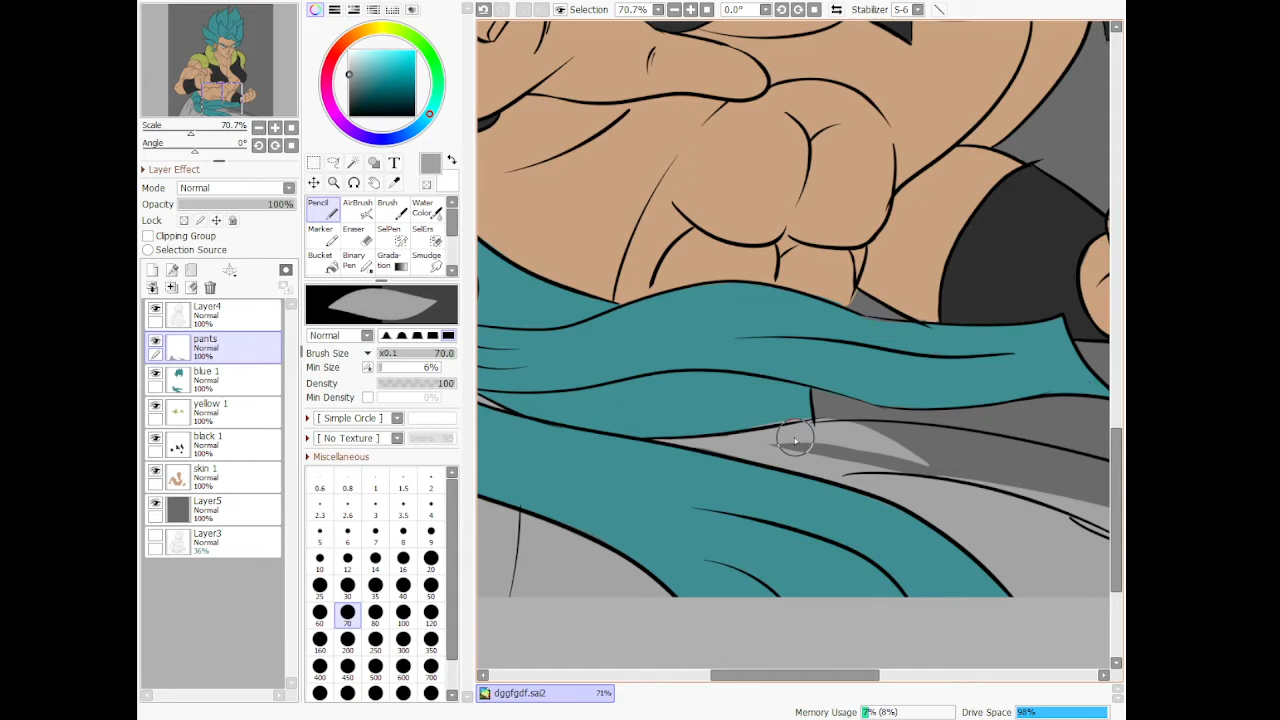 Selection 70.7% 0.0° Stabilizer S-6
Scale 70.7%
Angle 0°
Layer Effect
Mode Normal
Opacity 100%
Lock
Clipping Group
Selection Source
Layer4
Normal
100%
pants
Normal
100%
blue 1
Normal
100%
yellow 1
Normal
100%
black 1
Normal
100%
skin 1
Normal
100%
Layer5
Normal
100%
Layer3
Normal
36%
T
Pencil AirBrush Brush Water Color
Marker Eraser SelPen SelErs
Bucket Binary Pen Grada-tion Smudge
Normal
Brush Size x0.1 70.0
Min Size 6%
Density 100
Min Density 0%
[ Simple Circle ]
[ No Texture ]
Miscellaneous
0.6 0.8 1 1.5 2
2.3 2.6 3 3.5 4
5 6 7 8 9
10 12 14 16 20
25 30 35 40 50
60 70 80 100 120
160 200 250 300 350
400 450 500 600 700
dggfgdf.sai2 71%
Memory Usage 7% (8%) Drive Space 98%